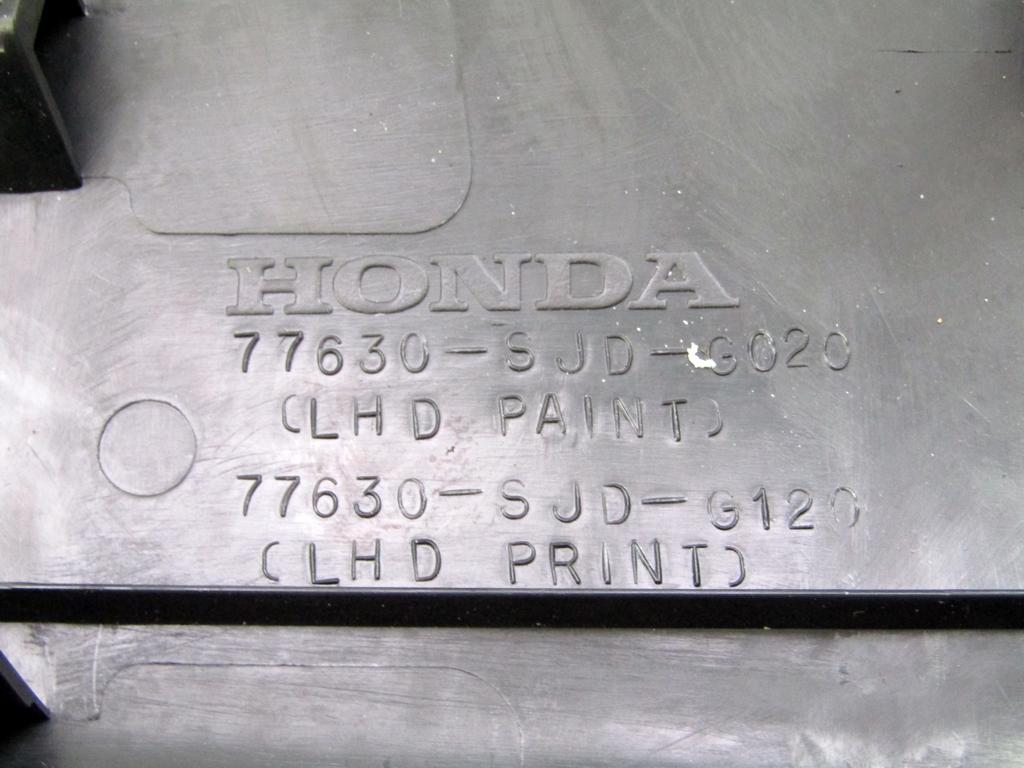 HONDA
77630-SJD-G020
(LHD PAINT)
77630-SJD-G120
(LHD PRINT)